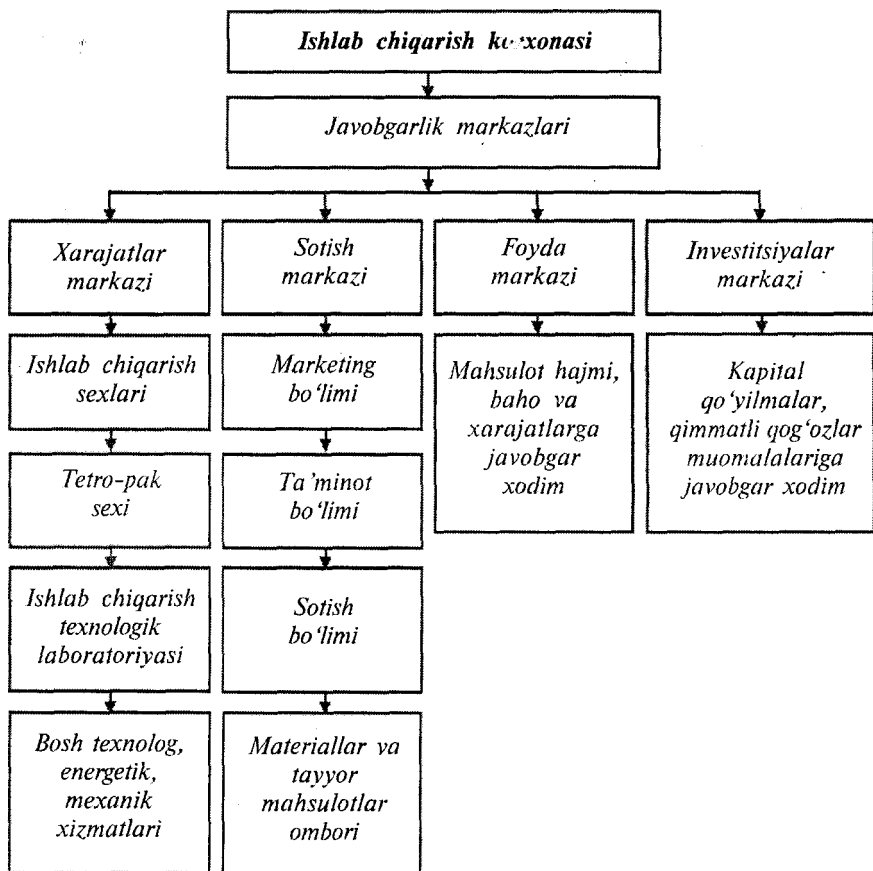 Ishlab chiqarish
Javobgarlik markazlari
Xarajatlar
markazi
Sotish
markazi
Foyda
markazi
Investitsiyalar
markazi
Ishlab chiqarish
sexlari
Marketing
bo‘limi
Mahsulot hajmi,
baho va
xarajatlarga
javobgar
xodim
Kapital
qo‘yilmalar,
qimmatli qog‘ozlar
muomalalariga
javobgar xodim
Tetro-pak
sexi
Ta’minot
bo‘limi
Ishlab chiqarish
texnologik
laboratoriyasi
Sotish
bo‘limi
Bosh texnolog,
energetik,
mexanik
xizmatlari
Materiallar va
tayyor
mahsulotlar
ombori